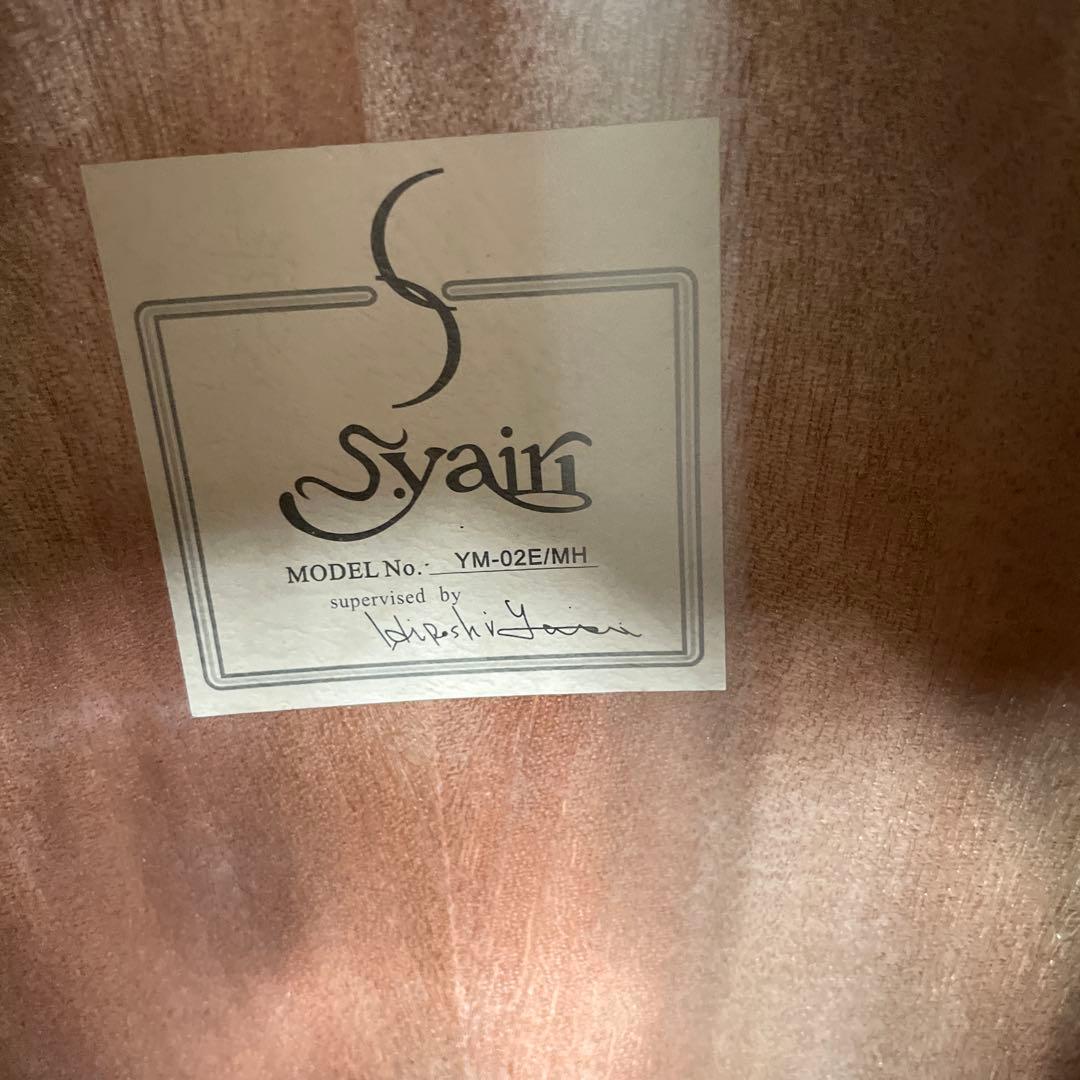 S
S.yairi
MODEL No.- YM-02E/MH
supervised by
Hiroshi Yairi